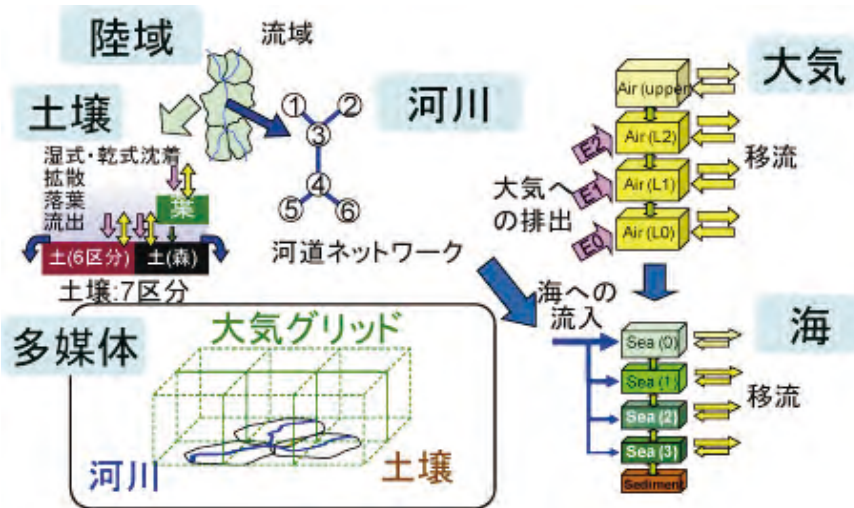 陸域
流域
土壌
湿式・乾式沈着
拡散
落葉
流出
葉
土(6区分)
土(森)
土壌:7区分
河川
①
②
③
④
⑤
⑥
河道ネットワーク
大気
Air (upper)
Air (L2)
Air (L1)
Air (L0)
E2
E1
E0
大気へ
の排出
移流
海への
流入
海
Sea (0)
Sea (1)
Sea (2)
Sea (3)
Sediment
移流
多媒体
大気グリッド
河川
土壌